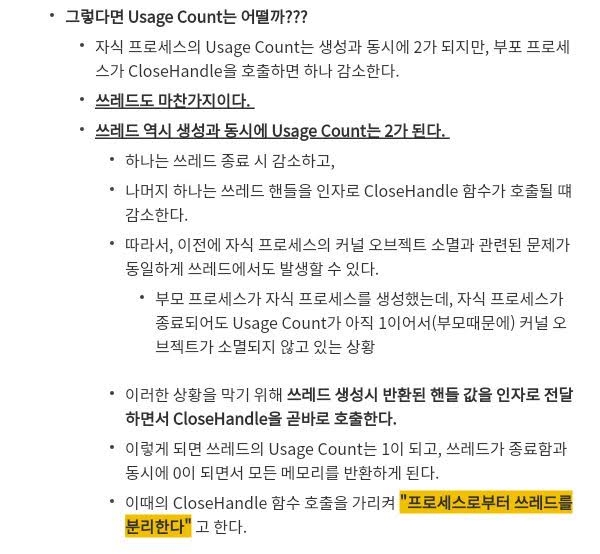 • 그렇다면 Usage Count는 어떨까???
• 자식 프로세스의 Usage Count는 생성과 동시에 2가 되지만, 부포 프로세
스가 CloseHandle을 호출하면 하나 감소한다.
• 쓰레드도 마찬가지이다.
• 쓰레드 역시 생성과 동시에 Usage Count는 2가 된다.
• 하나는 쓰레드 종료 시 감소하고,
• 나머지 하나는 쓰레드 핸들을 인자로 CloseHandle 함수가 호출될 떄
감소한다.
• 따라서, 이전에 자식 프로세스의 커널 오브젝트 소멸과 관련된 문제가
동일하게 쓰레드에서도 발생할 수 있다.
• 부모 프로세스가 자식 프로세스를 생성했는데, 자식 프로세스가
종료되어도 Usage Count가 아직 1이어서(부모때문에) 커널 오
브젝트가 소멸되지 않고 있는 상황
• 이러한 상황을 막기 위해 쓰레드 생성시 반환된 핸들 값을 인자로 전달
하면서 CloseHandle을 곧바로 호출한다.
• 이렇게 되면 쓰레드의 Usage Count는 1이 되고, 쓰레드가 종료함과
동시에 0이 되면서 모든 메모리를 반환하게 된다.
• 이때의 CloseHandle 함수 호출을 가리켜 "프로세스로부터 쓰레드를
분리한다" 고 한다.